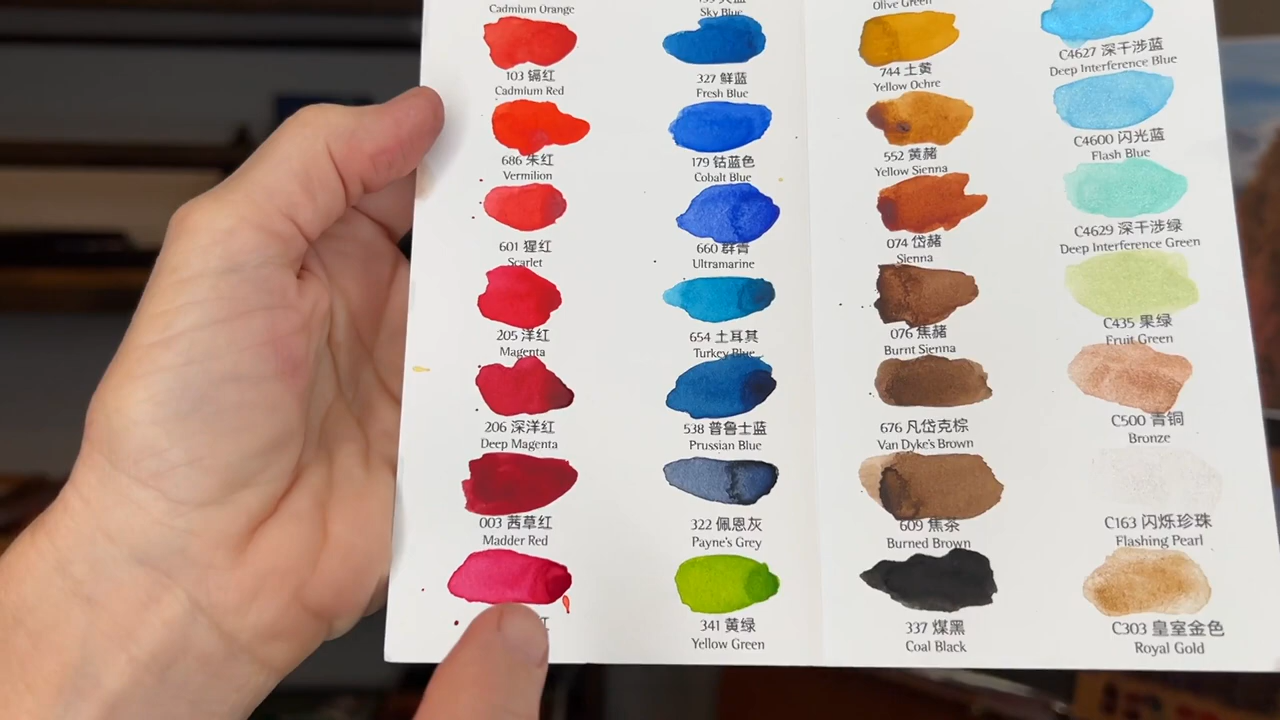 Cadmium Orange
103 镉红
Cadmium Red
686 朱红
Vermilion
601 猩红
Scarlet
205 洋红
Magenta
206 深洋红
Deep Magenta
003 茜草红
Madder Red
Sky Blue
327 鲜蓝
Fresh Blue
179 钴蓝色
Cobalt Blue
660 群青
Ultramarine
654 土耳其
Turkey Blue
538 普鲁士蓝
Prussian Blue
322 佩恩灰
Payne's Grey
341 黄绿
Yellow Green
Olive Green
744 土黄
Yellow Ochre
552 黄赭
Yellow Sienna
074 岱赭
Sienna
076 焦赭
Burnt Sienna
676 凡岱克棕
Van Dyke's Brown
609 焦茶
Burned Brown
337 煤黑
Coal Black
C4627 深干涉蓝
Deep Interference Blue
C4600 闪光蓝
Flash Blue
C4629 深干涉绿
Deep Interference Green
C435 果绿
Fruit Green
C500 青铜
Bronze
C163 闪烁珍珠
Flashing Pearl
C303 皇室金色
Royal Gold